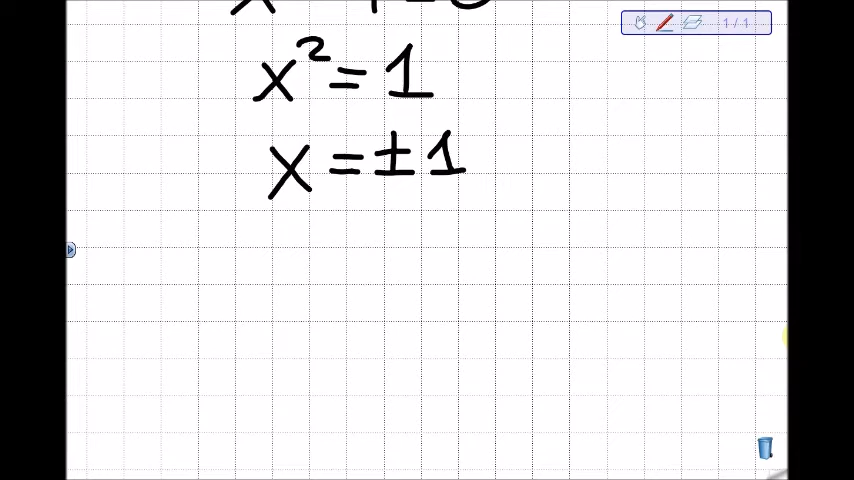 x² = 1
x = ±1
1 / 1